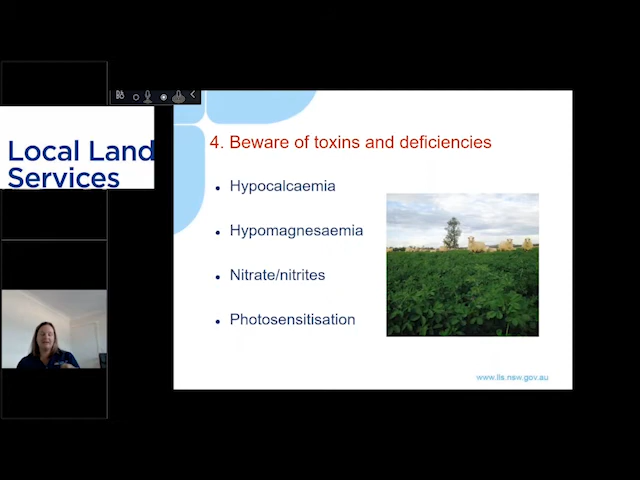 Local Land
Services
4. Beware of toxins and deficiencies
Hypocalcaemia
Hypomagnesaemia
Nitrate/nitrites
Photosensitisation
www.lls.nsw.gov.au